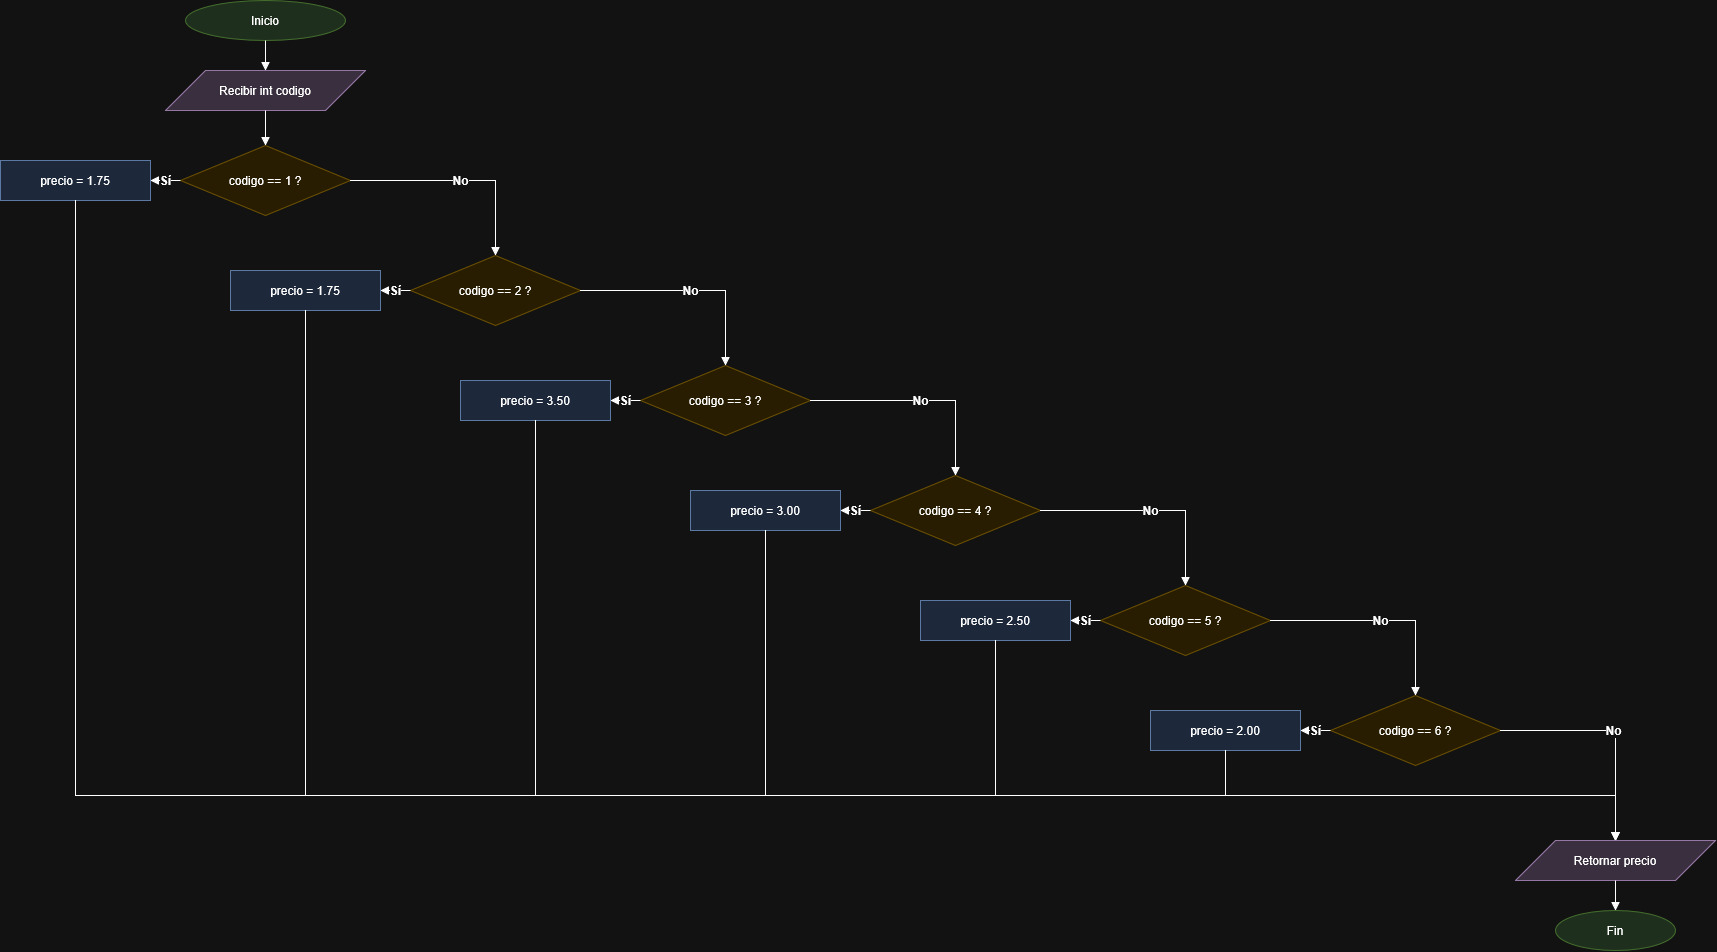 Inicio
Recibir int codigo
precio = 1.75
Sí
codigo == 1 ?
No
precio = 1.75
Sí
codigo == 2 ?
No
precio = 3.50
Sí
codigo == 3 ?
No
precio = 3.00
Sí
codigo == 4 ?
No
precio = 2.50
Sí
codigo == 5 ?
No
precio = 2.00
Sí
codigo == 6 ?
No
Retornar precio
Fin